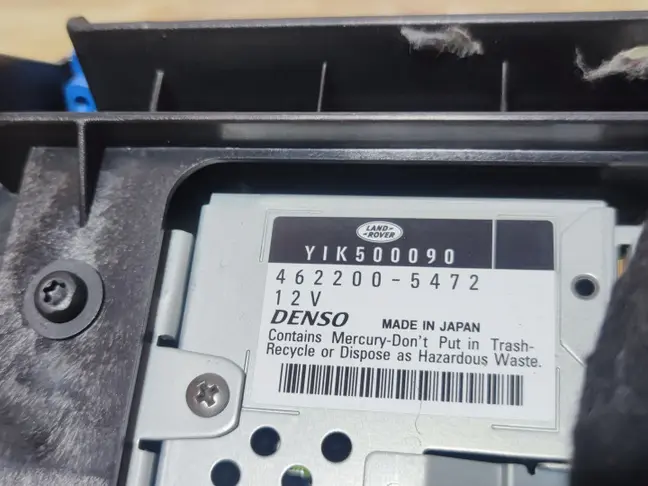 LAND
ROVER
YIK500090
462200-5472
12V
DENSO MADE IN JAPAN
Contains Mercury-Don't Put in Trash-
Recycle or Dispose as Hazardous Waste.